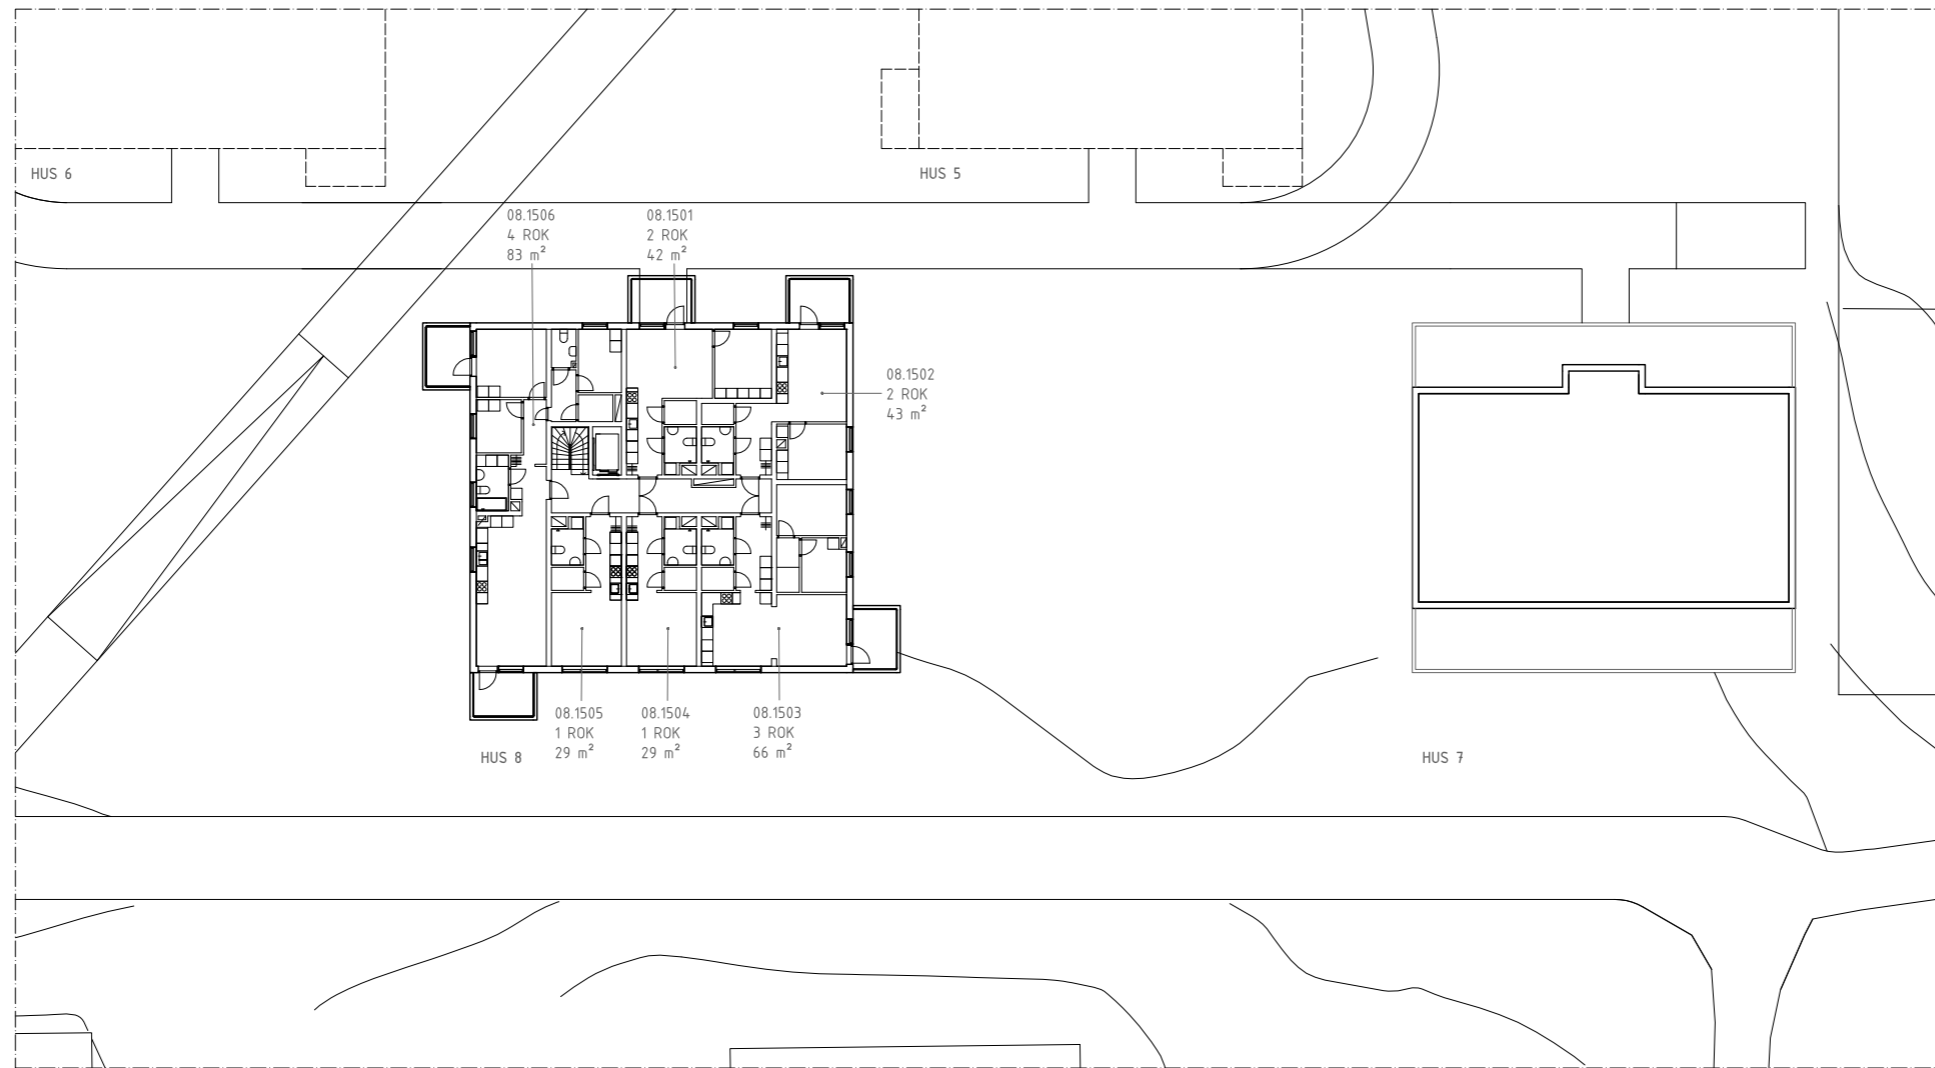 HUS 6
HUS 5
08.1506
4 ROK
83 m²
08.1501
2 ROK
42 m²
08.1502
2 ROK
43 m²
08.1505
1 ROK
29 m²
08.1504
1 ROK
29 m²
08.1503
3 ROK
66 m²
HUS 8
HUS 7